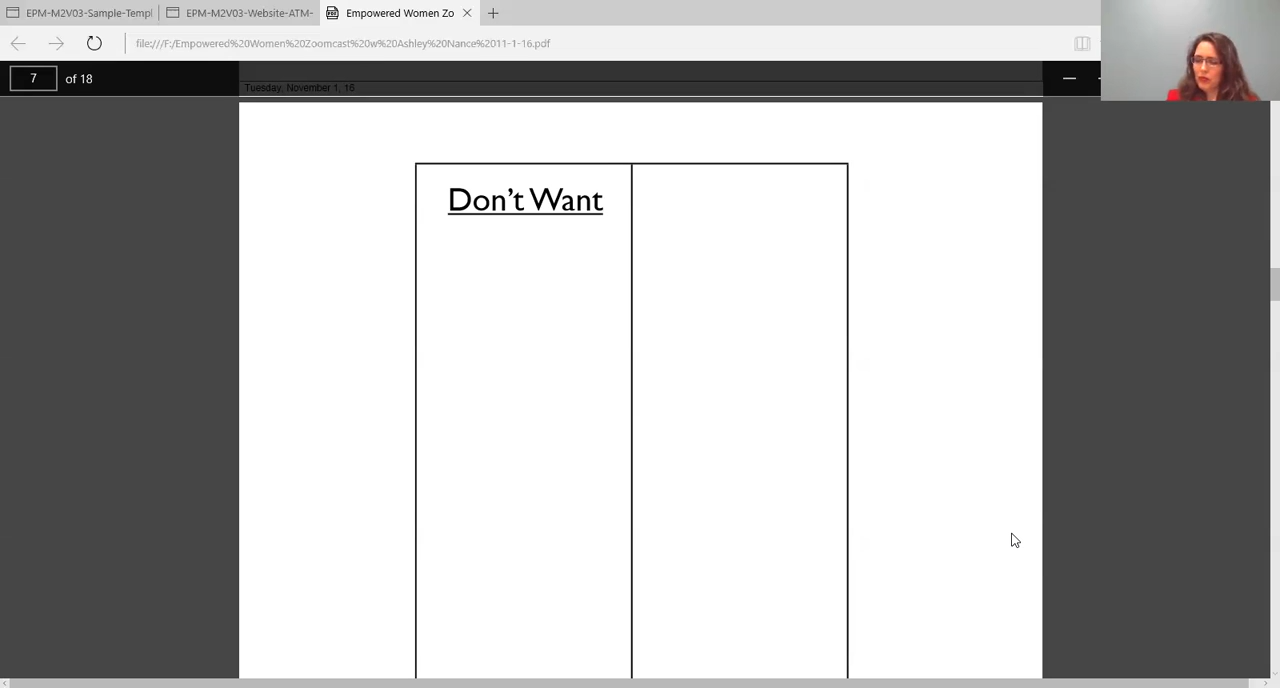 EPM-M2V03-Sample-Templ
EPM-M2V03-Website-ATM-
Empowered Women Zo
file:///F:/Empowered%20Women%20Zoomcast%20w%20Ashley%20Nance%2011-1-16.pdf
7 of 18
Tuesday, November 1, 16
Don't Want